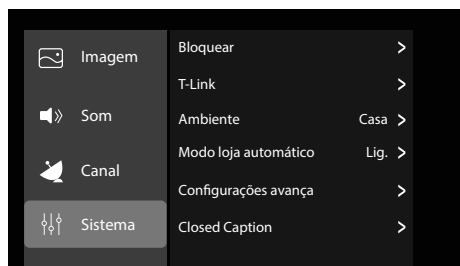 Imagem
Som
Canal
Sistema
Bloquear >
T-Link >
Ambiente Casa >
Modo loja automático Lig. >
Configurações avança >
Closed Caption >